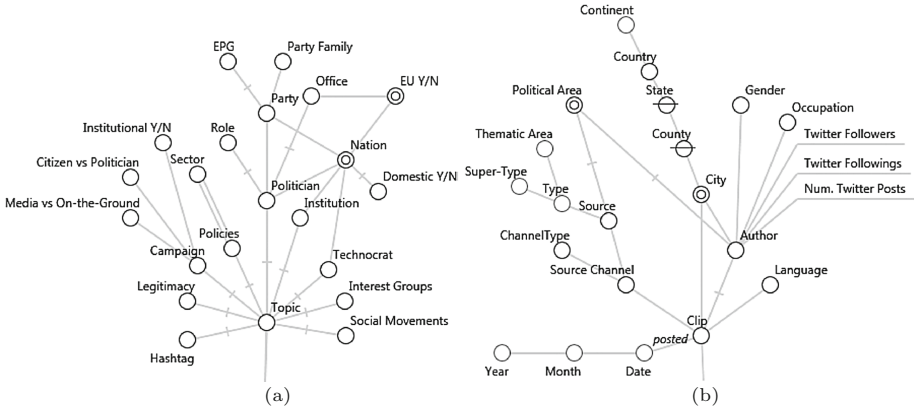 EPG
Party Family
Office
EU Y/N
Party
Institutional Y/N
Role
Nation
Citizen vs Politician
Sector
Domestic Y/N
Politician
Institution
Media vs On-the-Ground
Policies
Campaign
Technocrat
Legitimacy
Interest Groups
Topic
Social Movements
Hashtag
(a)
Continent
Country
Political Area
State
Gender
Occupation
Thematic Area
County
Twitter Followers
Super-Type
Type
City
Twitter Followings
Source
Num. Twitter Posts
ChannelType
Author
Source Channel
Language
Clip
posted
Year
Month
Date
(b)